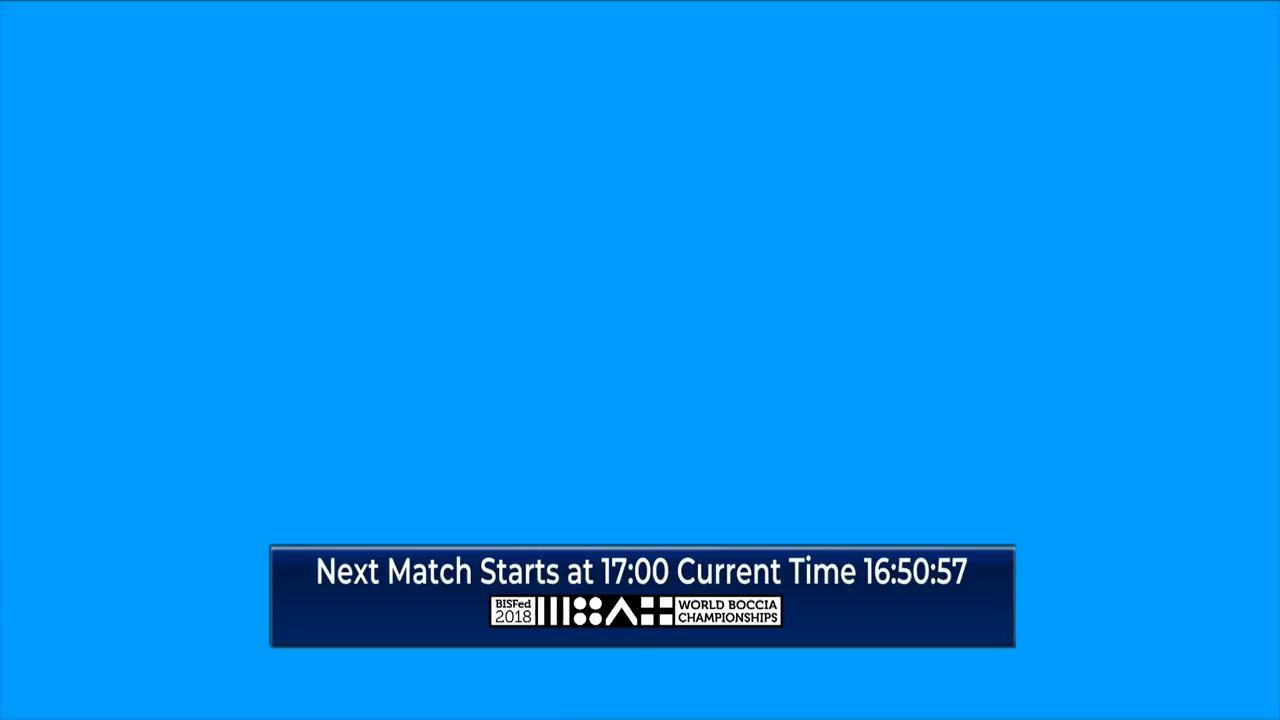 Next Match Starts at 17:00 Current Time 16:50:57
BISFed
2018
WORLD BOCCIA
CHAMPIONSHIPS